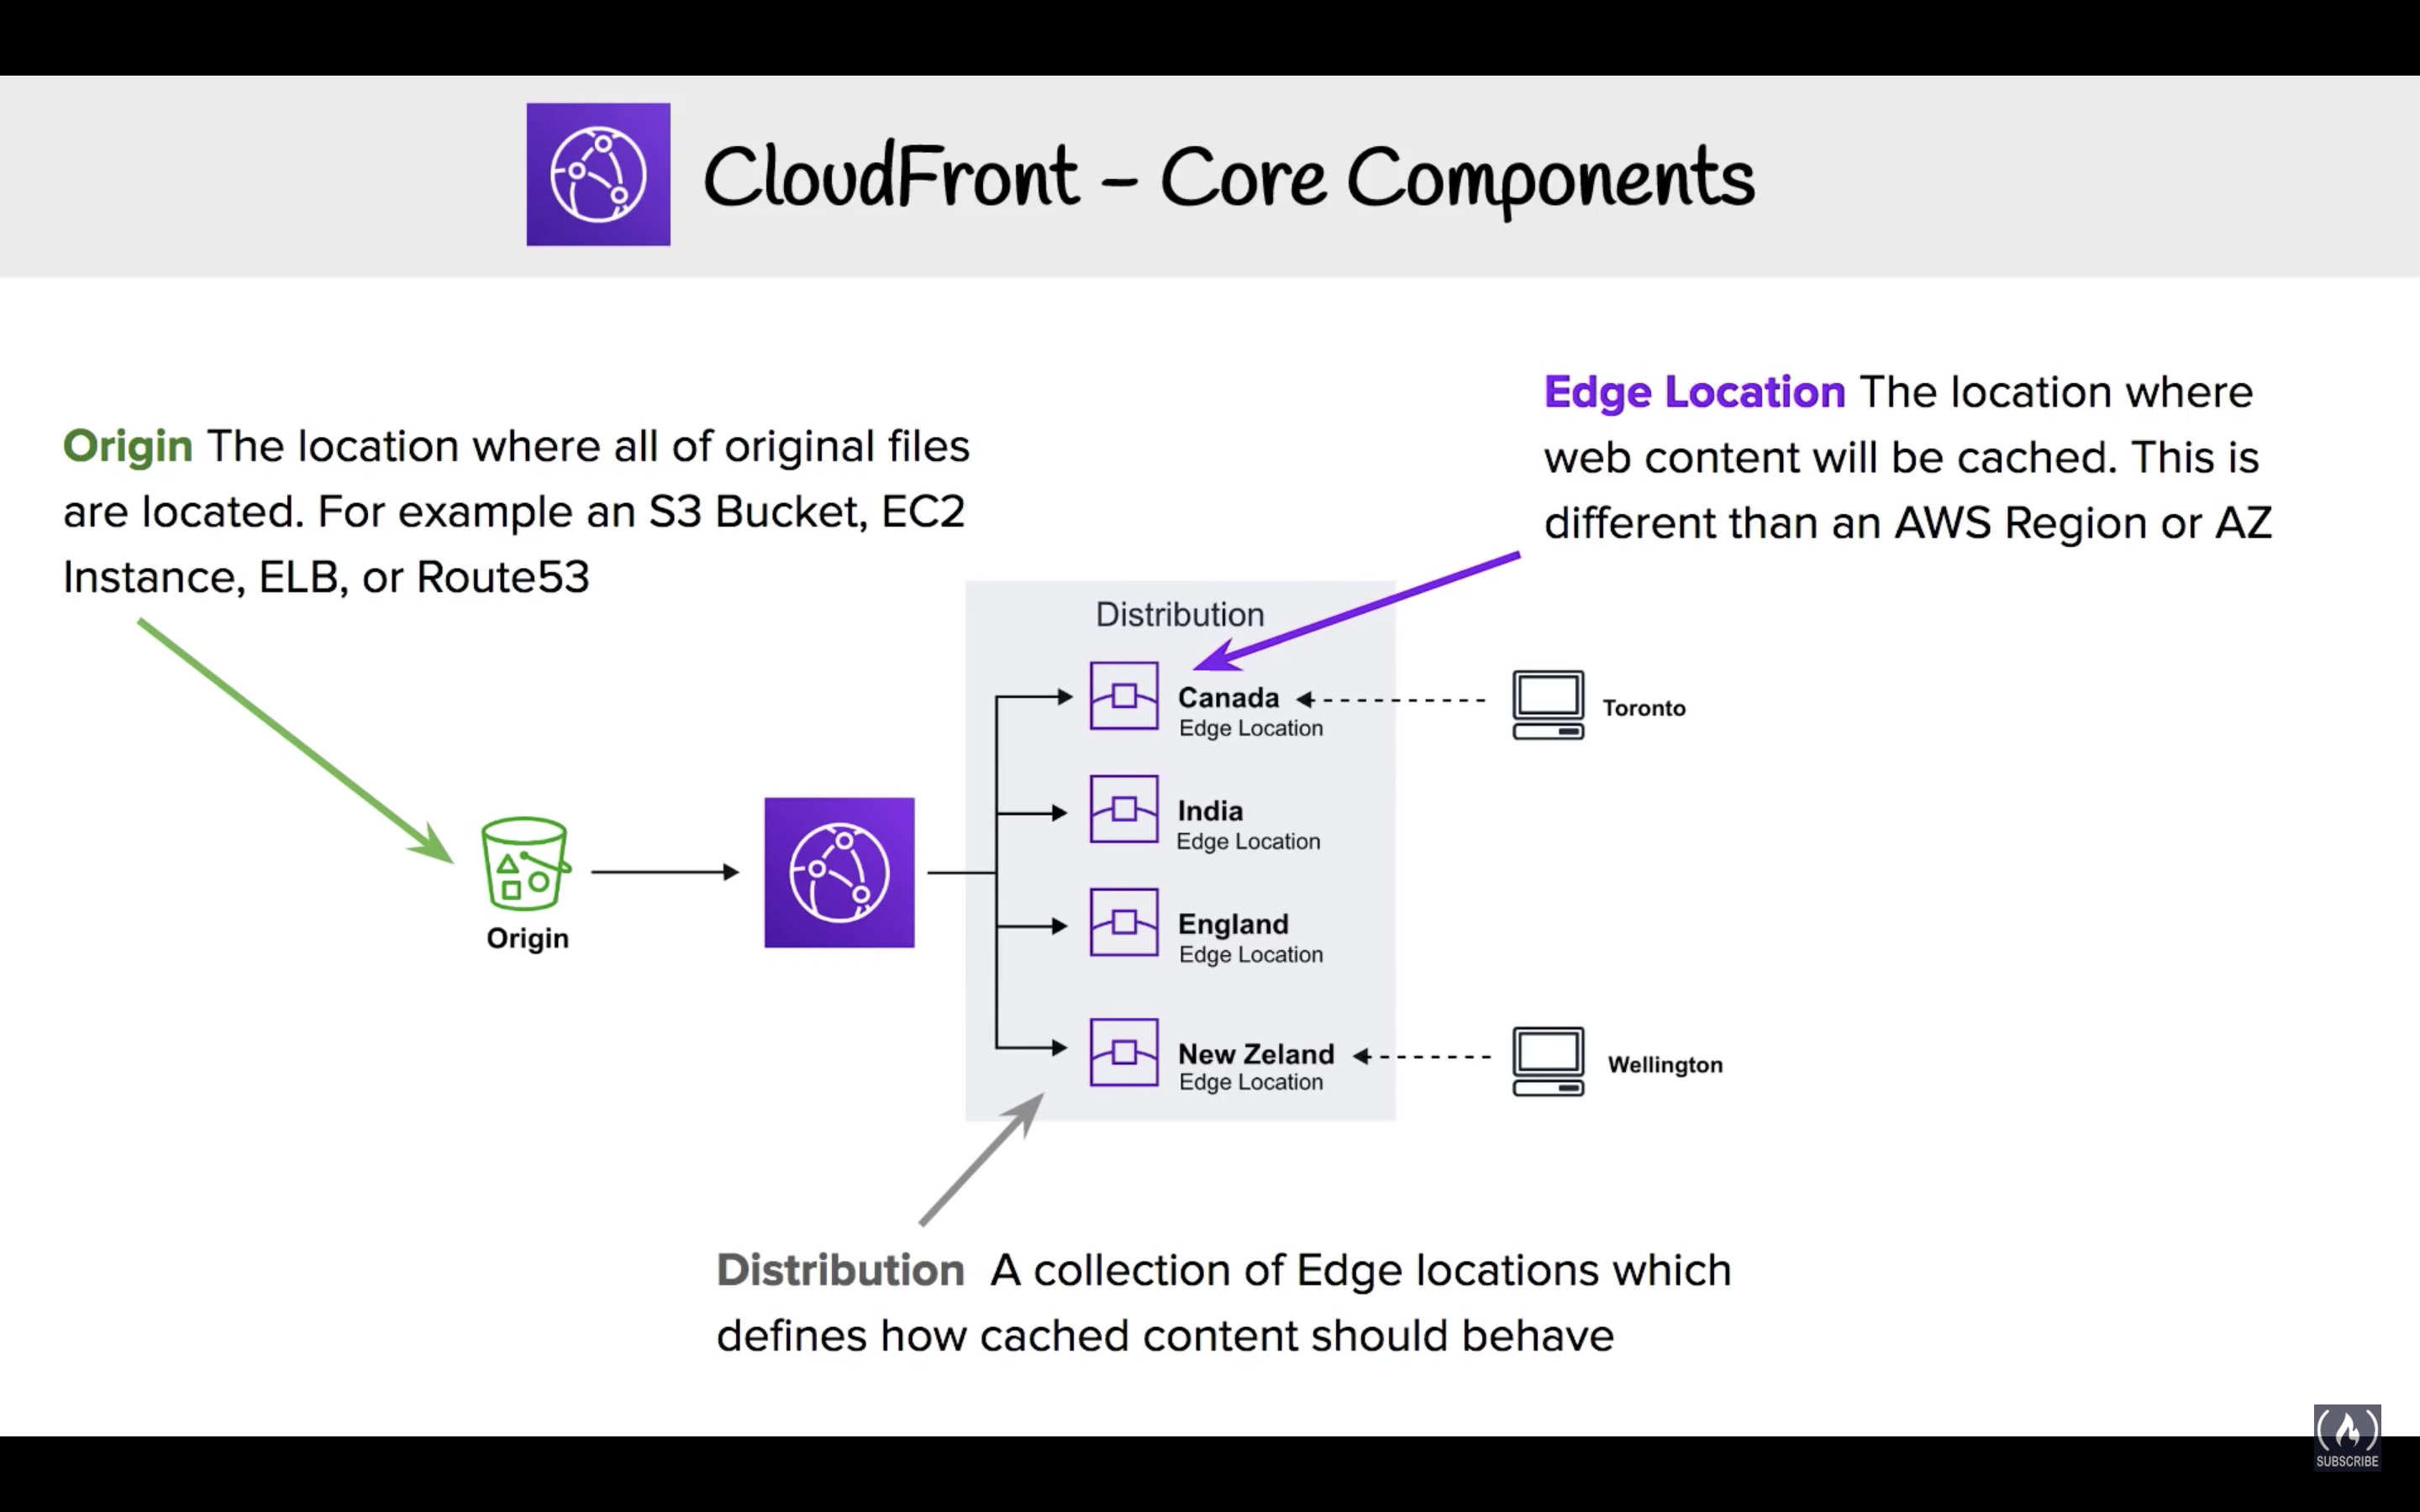 CloudFront – Core Components
Origin The location where all of original files
are located. For example an S3 Bucket, EC2
Instance, ELB, or Route53
Edge Location The location where
web content will be cached. This is
different than an AWS Region or AZ
Distribution
Canada
Edge Location
Toronto
India
Edge Location
England
Edge Location
Origin
New Zeland
Edge Location
Wellington
Distribution A collection of Edge locations which
defines how cached content should behave
SUBSCRIBE